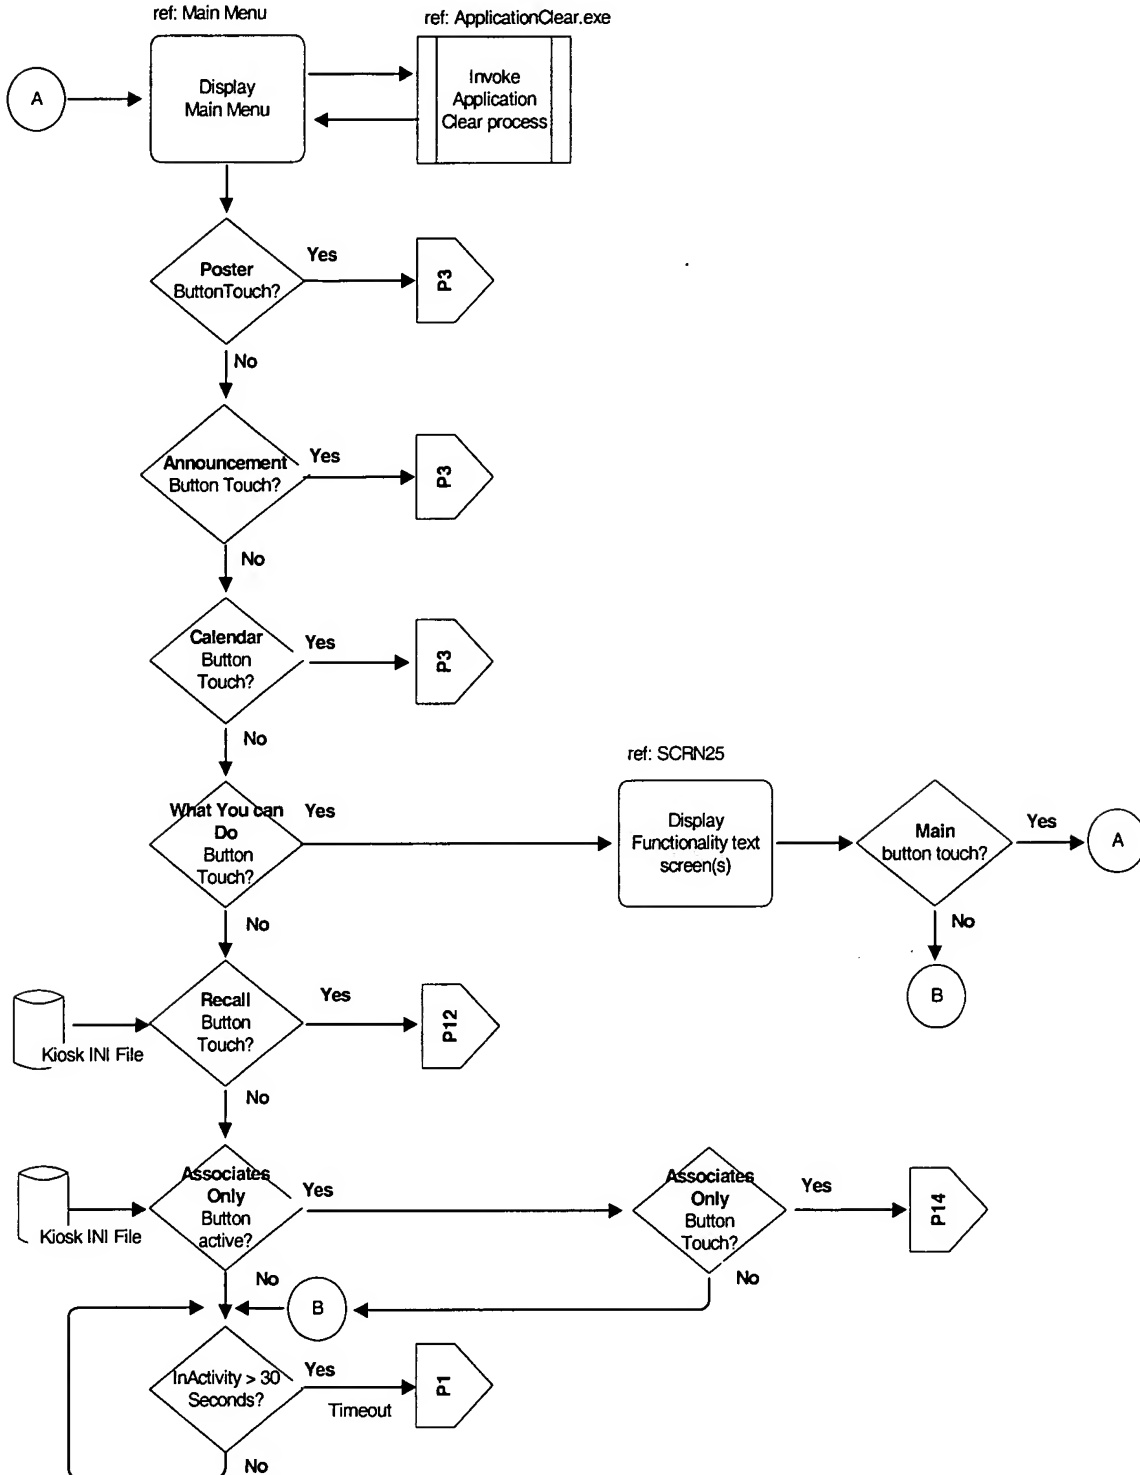 ref: Main Menu
ref: ApplicationClear.exe
A
Display
Main Menu
Invoke
Application
Clear process
Poster
ButtonTouch?
Yes
P3
No
Announcement
Button Touch?
Yes
P3
No
Calendar
Button
Touch?
Yes
P3
No
ref: SCRN25
What You can
Do
Button
Touch?
Yes
Display
Functionality text
screen(s)
Main
button touch?
Yes
A
No
No
B
Kiosk INI File
Recall
Button
Touch?
Yes
P12
No
Kiosk INI File
Associates
Only
Button
active?
Yes
Associates
Only
Button
Touch?
Yes
P14
No
No
B
InActivity > 30
Seconds?
Yes
Timeout
P1
No